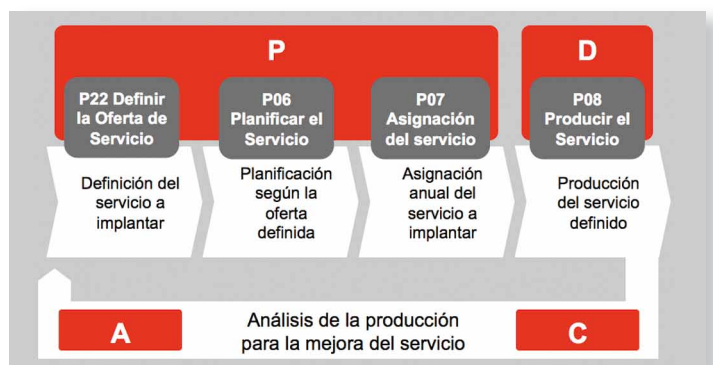 P
D
P22 Definir
la Oferta de
Servicio
P06
Planificar el
Servicio
P07
Asignación
del servicio
P08
Producir el
Servicio
Definición del
servicio a
implantar
Planificación
según la
oferta
definida
Asignación
anual del
servicio a
implantar
Producción
del servicio
definido
A
Análisis de la producción
para la mejora del servicio
C